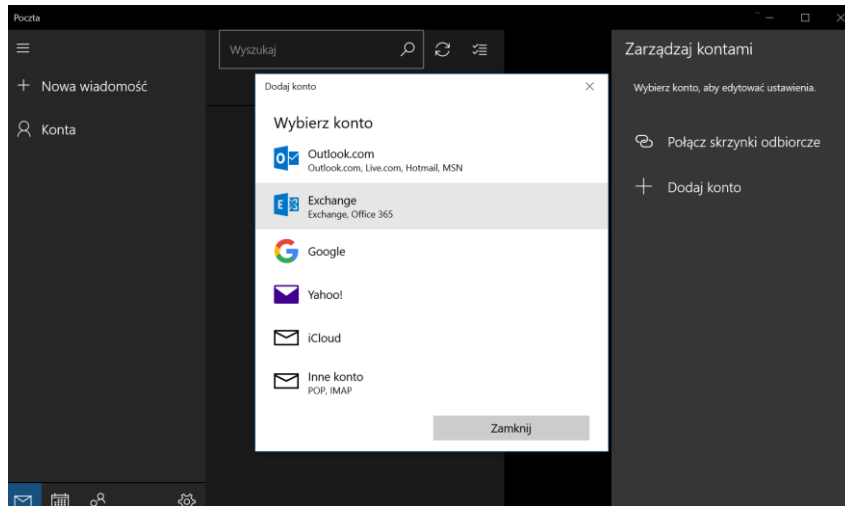 Poczta
Wyszukaj
Zarządzaj kontami
Nowa wiadomość
Konta
Wybierz konto, aby edytować ustawienia.
Połącz skrzynki odbiorcze
Dodaj konto
Dodaj konto
Wybierz konto
Outlook.com
Outlook.com, Live.com, Hotmail, MSN
Exchange
Exchange, Office 365
Google
Yahoo!
iCloud
Inne konto
POP, IMAP
Zamknij